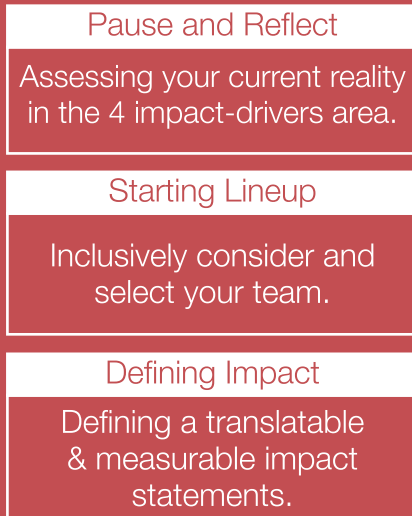 Pause and Reflect
Assessing your current reality
in the 4 impact-drivers area.
Starting Lineup
Inclusively consider and
select your team.
Defining Impact
Defining a translatable
& measurable impact
statements.